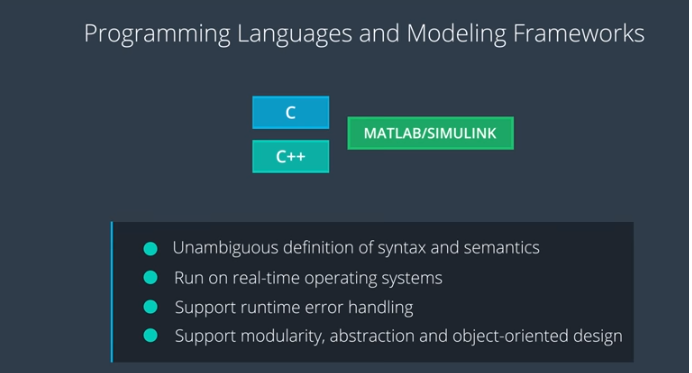 Programming Languages and Modeling Frameworks
C
MATLAB/SIMULINK
C++
Unambiguous definition of syntax and semantics
Run on real-time operating systems
Support runtime error handling
Support modularity, abstraction and object-oriented design